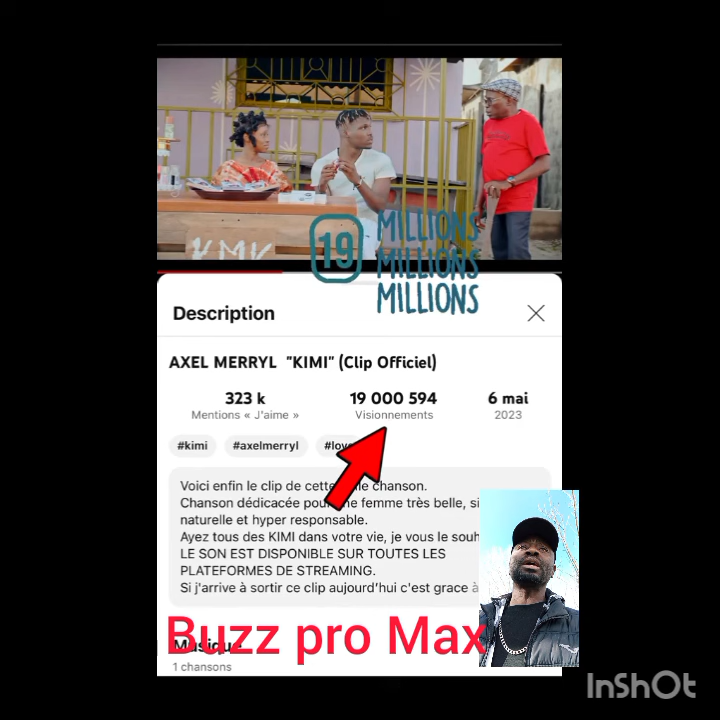 KMK
19
MILLIONS
MILLIONS
MILLIONS
Description
AXEL MERRYL "KIMI" (Clip Officiel)
323 k
19 000 594
6 mai
Mentions « J'aime »
Visionnements
2023
#kimi
#axelmerryl
Voici enfin le clip de cette chanson.
Chanson dédicacée femme très belle,
naturelle et hyper responsable.
Ayez tous des KIMI dans votre vie, je vous le
LE SON EST DISPONIBLE SUR TOUTES LES
PLATEFORMES DE STREAMING.
Si j'arrive à sortir ce clip aujourd'hui c'est grace à
Buzz pro Max
Musique
1 chansons
InShOt